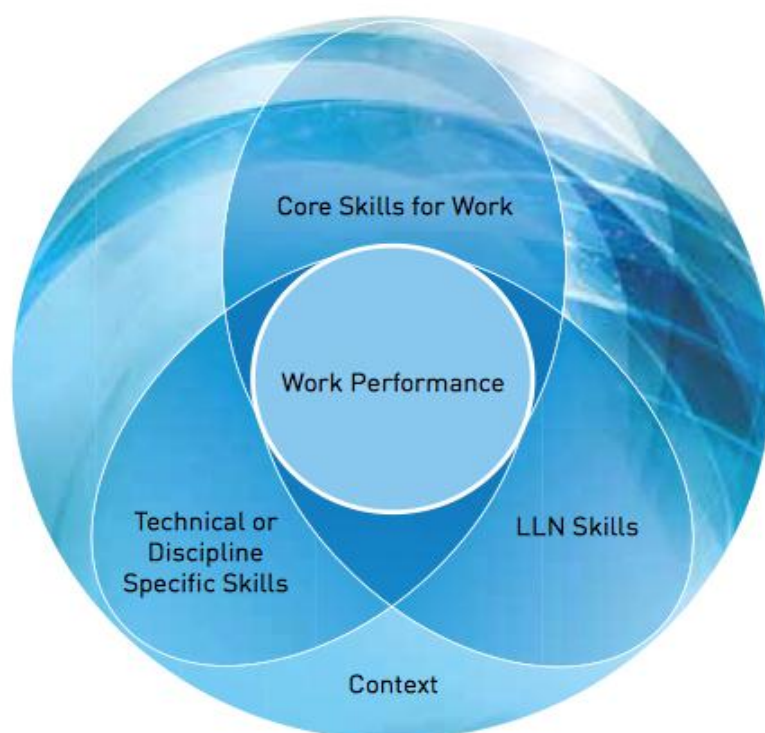 Core Skills for Work
Work Performance
Technical or
Discipline
Specific Skills
LLN Skills
Context